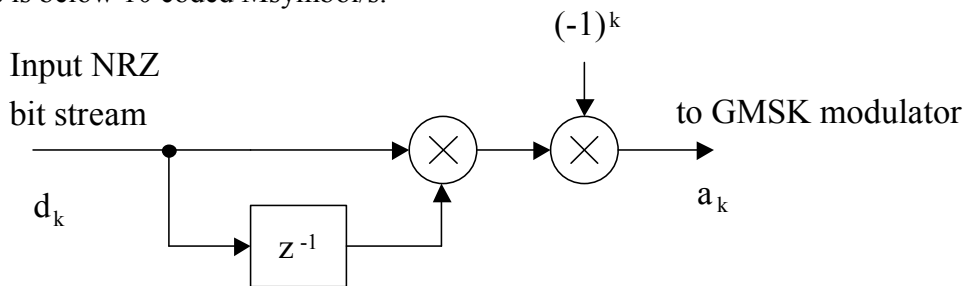 is below 10 coded Msymbol/s.
(-1)ᵏ
Input NRZ
bit stream
to GMSK modulator
dₖ
aₖ
z⁻¹